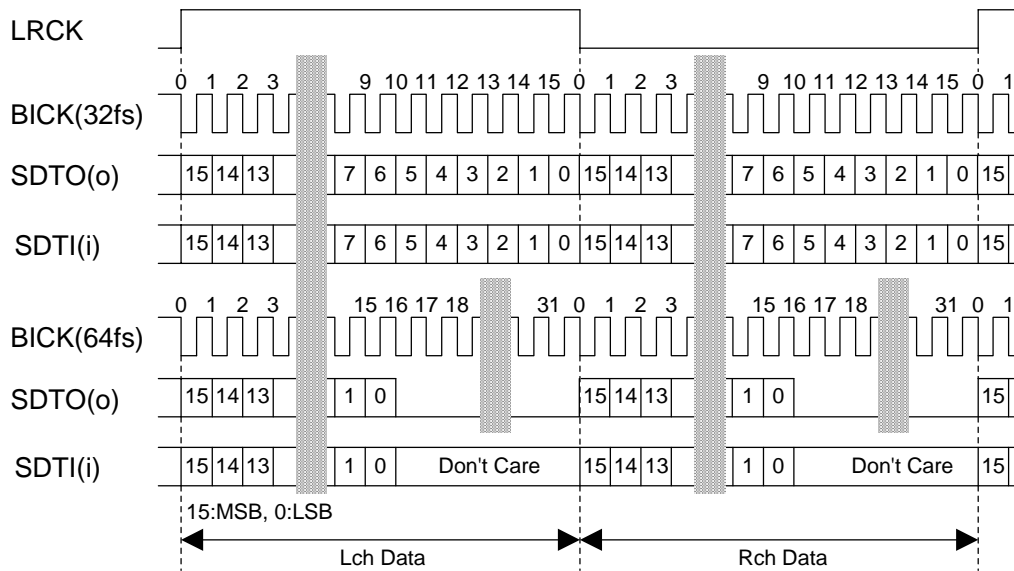 LRCK
0 1 2 3 9 10 11 12 13 14 15 0 1 2 3 9 10 11 12 13 14 15 0 1
BICK(32fs)
SDTO(o) 15 14 13 7 6 5 4 3 2 1 0 15 14 13 7 6 5 4 3 2 1 0 15
SDTI(i) 15 14 13 7 6 5 4 3 2 1 0 15 14 13 7 6 5 4 3 2 1 0 15
0 1 2 3 15 16 17 18 31 0 1 2 3 15 16 17 18 31 0 1
BICK(64fs)
SDTO(o) 15 14 13 1 0 15 14 13 1 0 15
SDTI(i) 15 14 13 1 0 Don't Care 15 14 13 1 0 Don't Care 15
15:MSB, 0:LSB
Lch Data Rch Data